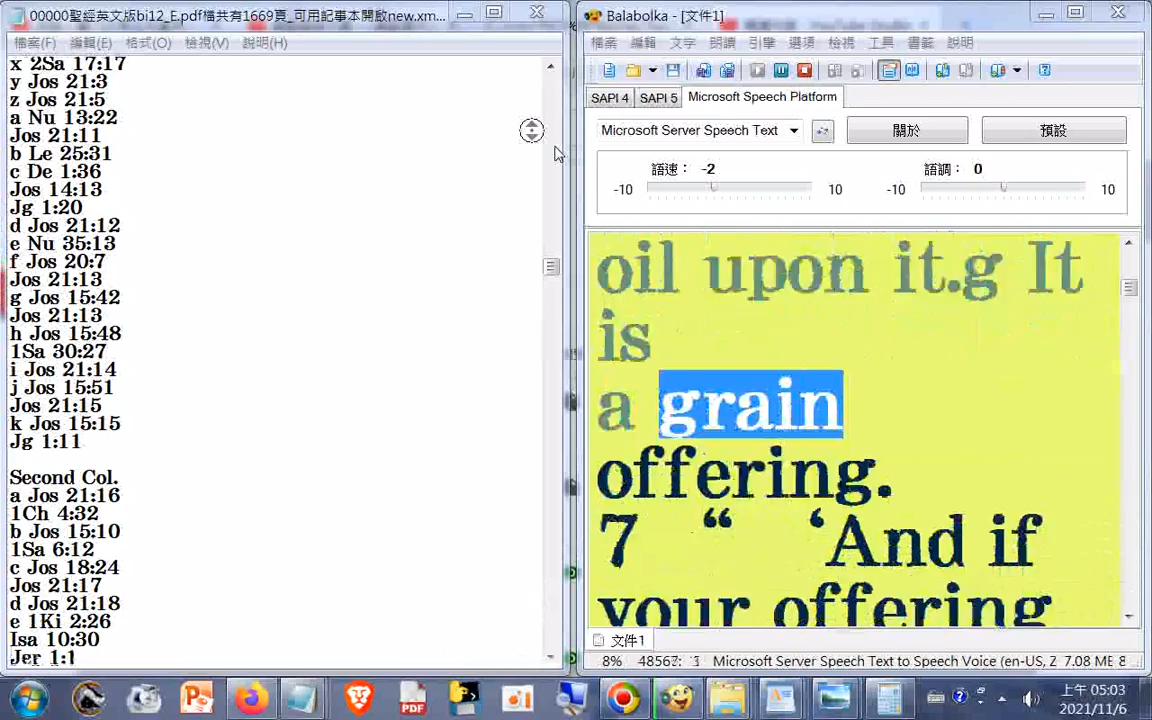 00000聖經英文版bi12_E.pdf檔共有1669頁_可用記事本開啟new.xm...
檔案(F) 編輯(E) 格式(O) 檢視(V) 說明(H)
x 2Sa 17:17
y Jos 21:3
z Jos 21:5
a Nu 13:22
Jos 21:11
b Le 25:31
c De 1:36
Jos 14:13
Jg 1:20
d Jos 21:12
e Nu 35:13
f Jos 20:7
Jos 21:13
g Jos 15:42
Jos 21:13
h Jos 15:48
1Sa 30:27
i Jos 21:14
j Jos 15:51
Jos 21:15
k Jos 15:15
Jg 1:11
Second Col.
a Jos 21:16
1Ch 4:32
b Jos 15:10
1Sa 6:12
c Jos 18:24
Jos 21:17
d Jos 21:18
e 1Ki 2:26
Isa 10:30
Jer 1:1
Balabolka - [文件1]
檔案 編輯 文字 朗讀 引擎 選項 檢視 工具 書籤 說明
SAPI 4 SAPI 5 Microsoft Speech Platform
Microsoft Server Speech Text 關於 預設
語速： -2 語調： 0
-10 10 -10 10
oil upon it.g It
is
a grain
offering.
7 “ ‘And if
your offering
文件1
8% Microsoft Server Speech Text to Speech Voice (en-US, Z 7.08 MB 8
上午 05:03
2021/11/6